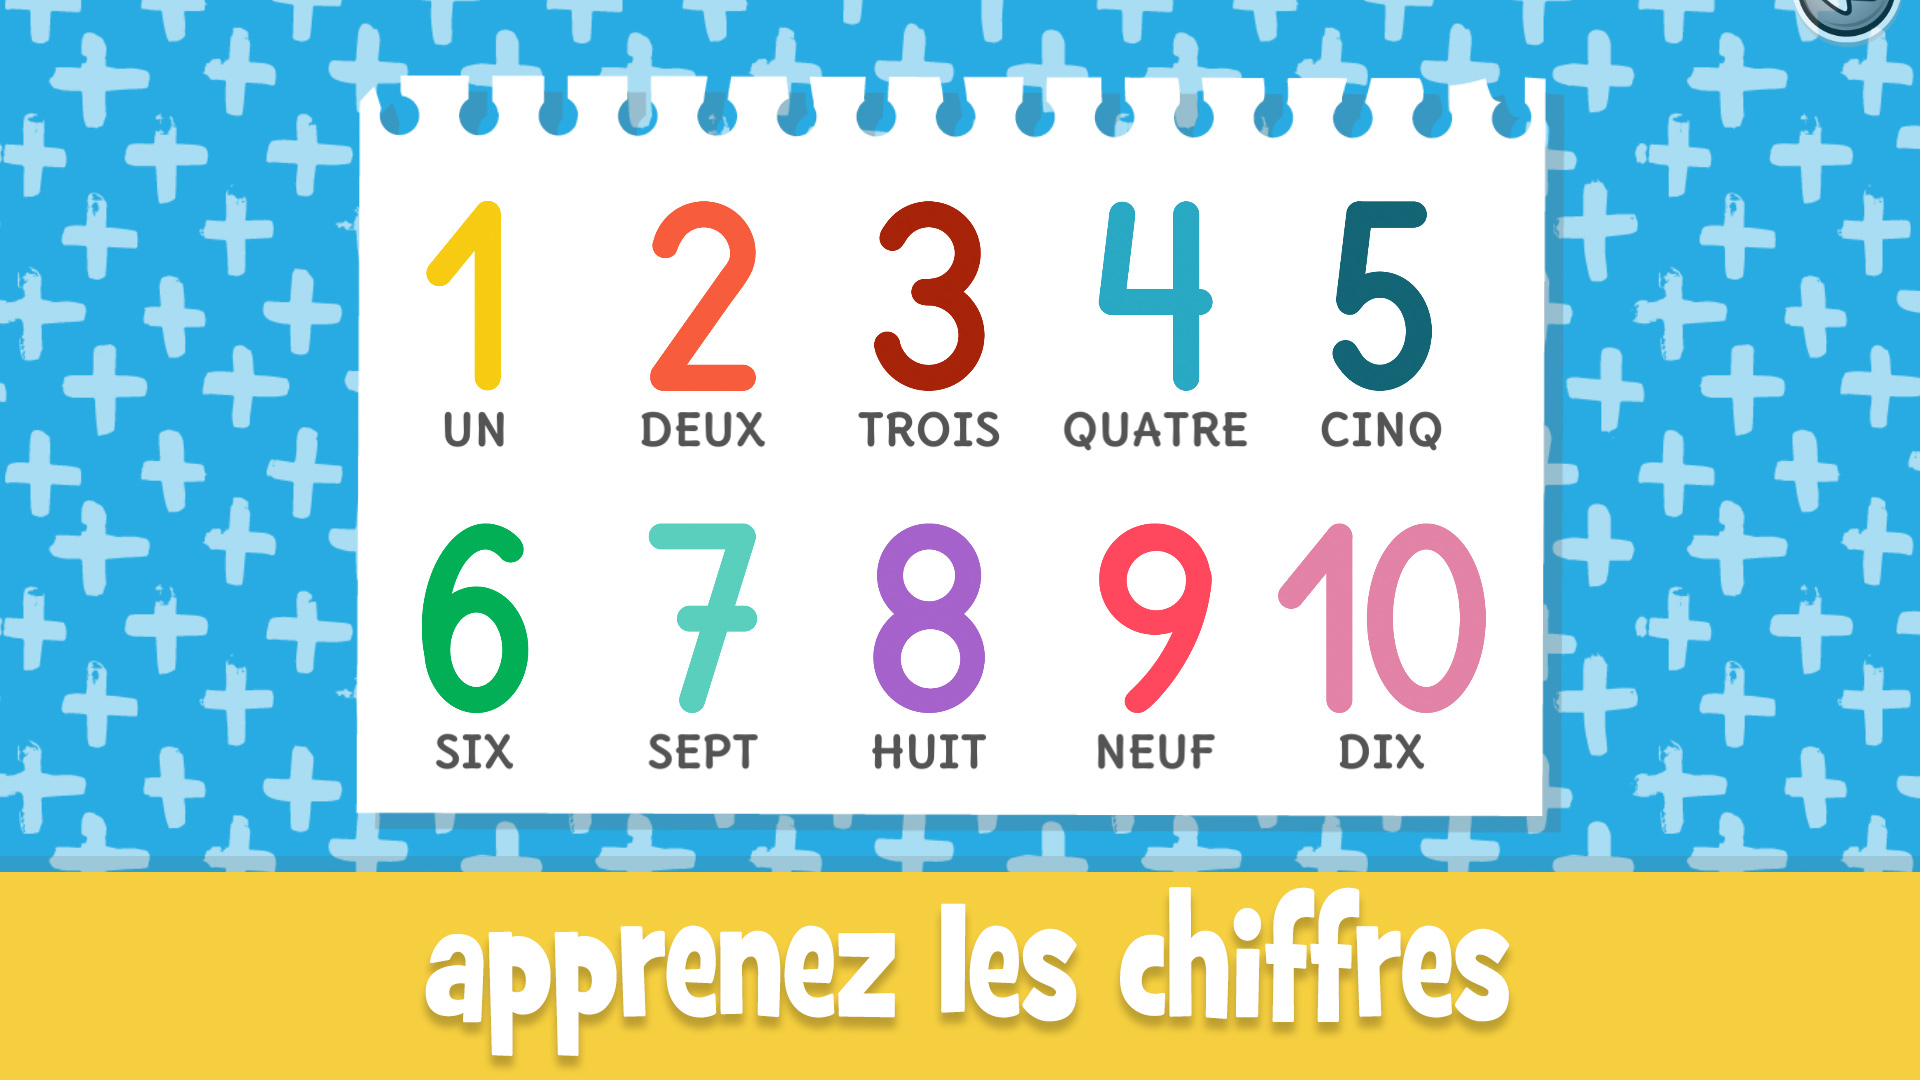 1 2 3 4 5
UN DEUX TROIS QUATRE CINQ
6 7 8 9 10
SIX SEPT HUIT NEUF DIX
apprenez les chiffres